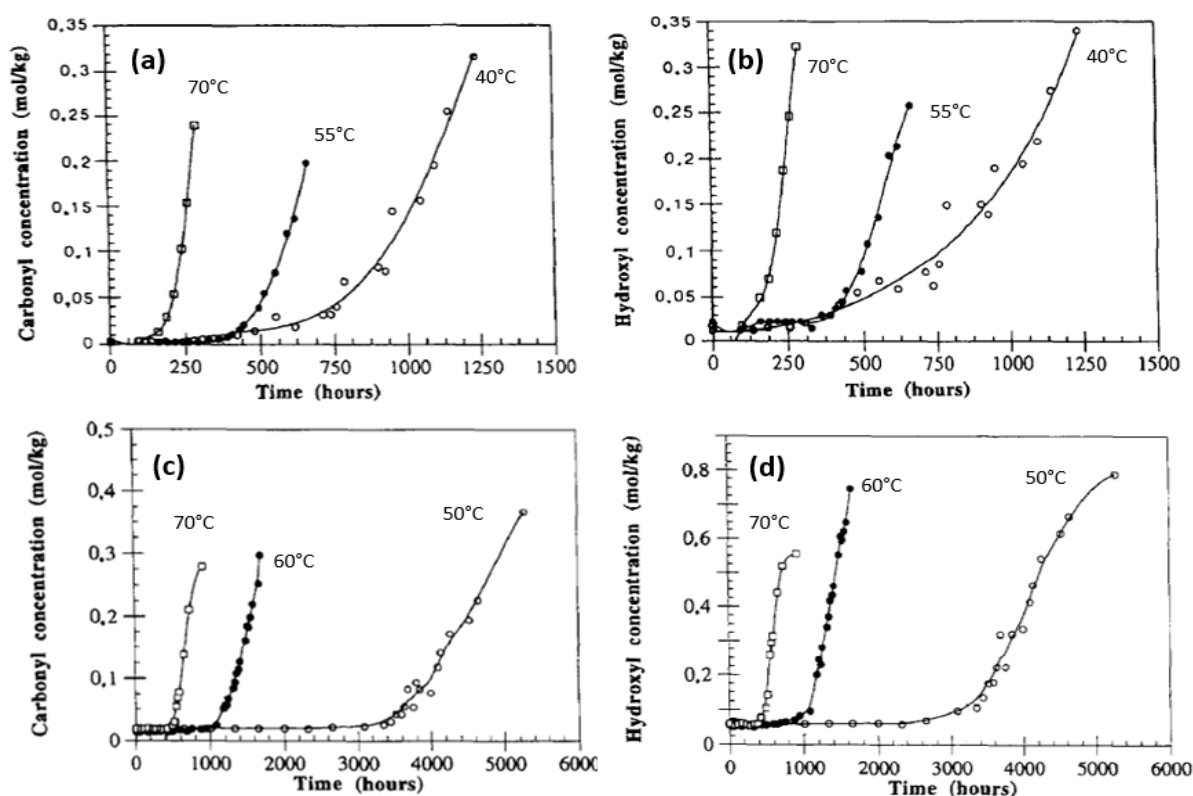 (a)
Carbonyl concentration (mol/kg)
0.35
0.3
0.25
0.2
0.15
0.1
0.05
0
70°C
55°C
40°C
250
500
750
1000
1250
1500
Time (hours)
(b)
Hydroxyl concentration (mol/kg)
0.35
0.3
0.25
0.2
0.15
0.1
0.05
0
70°C
55°C
40°C
0
250
500
750
1000
1250
1500
Time (hours)
(c)
Carbonyl concentration (mol/kg)
0.5
0.4
0.3
0.2
0.1
0
70°C
60°C
50°C
0
1000
2000
3000
4000
5000
6000
Time (hours)
(d)
Hydroxyl concentration (mol/kg)
0.8
0.6
0.4
0.2
0
70°C
60°C
50°C
0
1000
2000
3000
4000
5000
6000
Time (hours)